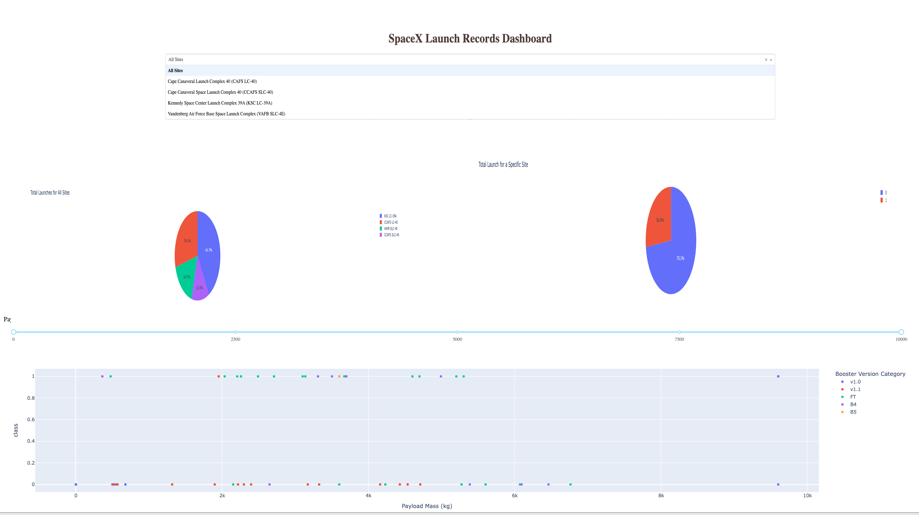 SpaceX Launch Records Dashboard
All Sites
All Sites
Cape Canaveral Launch Complex 40 (CAFS LC-40)
Cape Canaveral Space Launch Complex 40 (CCAFS SLC-40)
Kennedy Space Center Launch Complex 39A (KSC LC-39A)
Vandenberg Air Force Base Space Launch Complex (VAFB SLC-4E)
Total Launch for a Specific Site
Total Launches for All Sites
0
1
Pa
0
2500
5000
7500
10000
Booster Version Category
v1.0
v1.1
FT
B4
B5
class
1
0.8
0.6
0.4
0.2
0
0
2k
4k
6k
8k
10k
Payload Mass (kg)